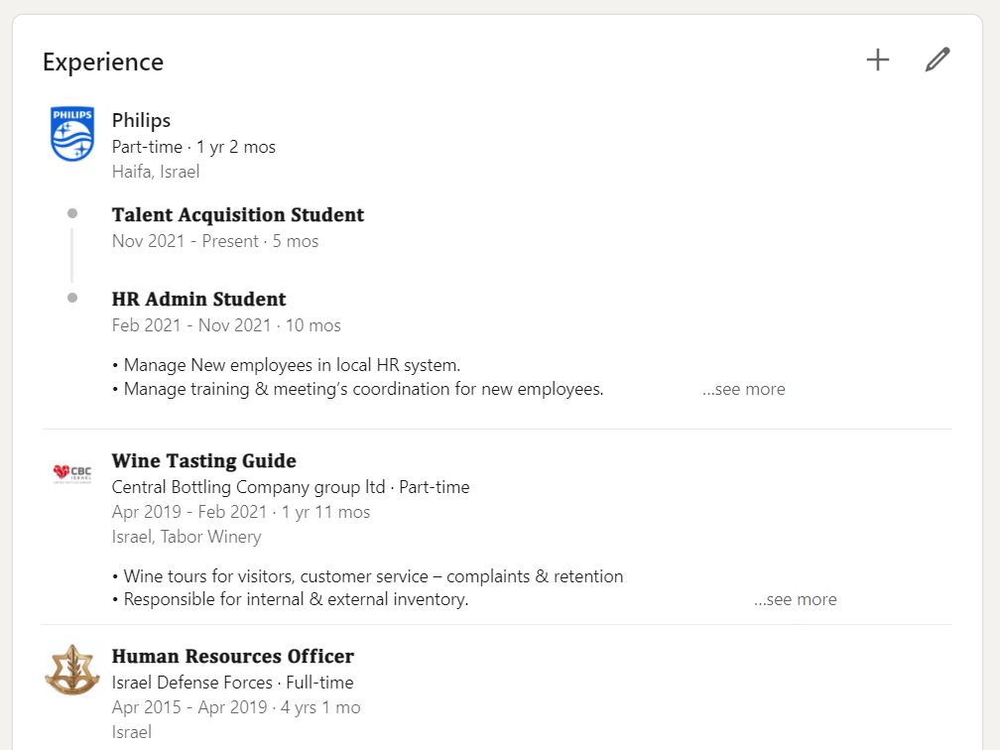 Experience
PHILIPS
Philips
Part-time · 1 yr 2 mos
Haifa, Israel
Talent Acquisition Student
Nov 2021 - Present · 5 mos
HR Admin Student
Feb 2021 - Nov 2021 · 10 mos
• Manage New employees in local HR system.
• Manage training & meeting’s coordination for new employees. ...see more
CBC
ISRAEL
Wine Tasting Guide
Central Bottling Company group ltd · Part-time
Apr 2019 - Feb 2021 · 1 yr 11 mos
Israel, Tabor Winery
• Wine tours for visitors, customer service – complaints & retention
• Responsible for internal & external inventory. ...see more
Human Resources Officer
Israel Defense Forces · Full-time
Apr 2015 - Apr 2019 · 4 yrs 1 mo
Israel